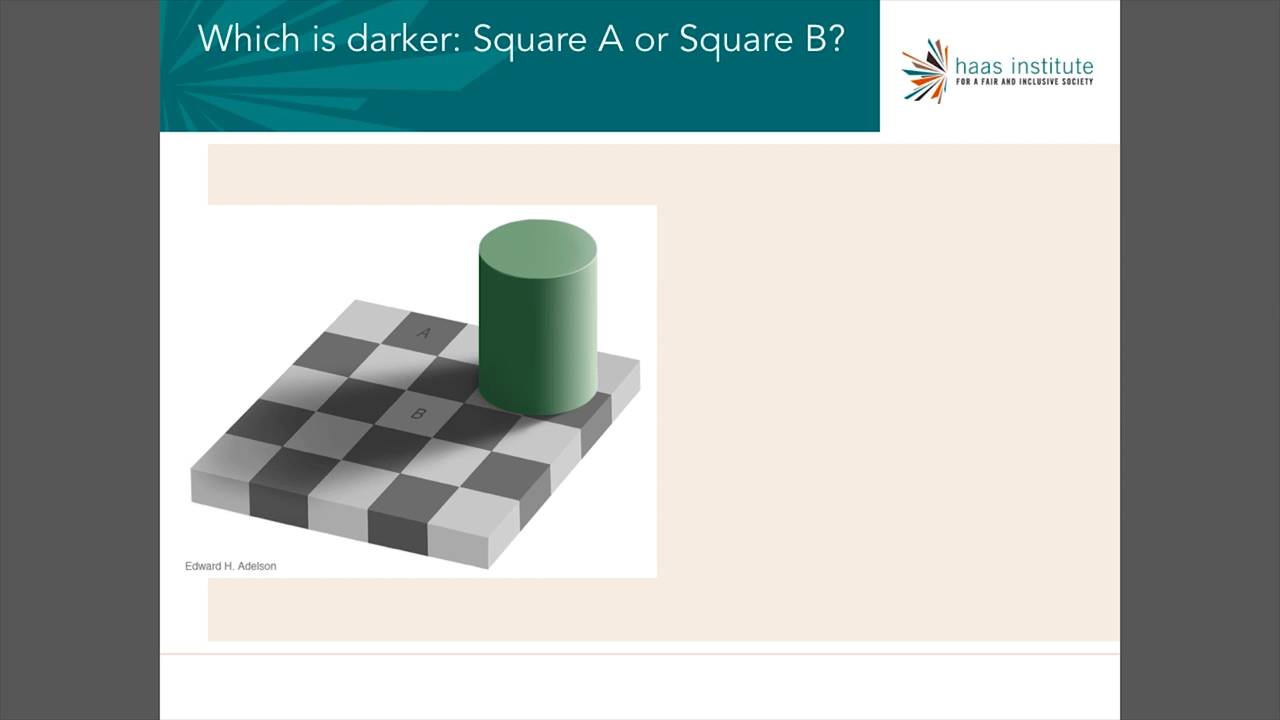 Which is darker: Square A or Square B?
haas institute
FOR A FAIR AND INCLUSIVE SOCIETY
A
B
Edward H. Adelson